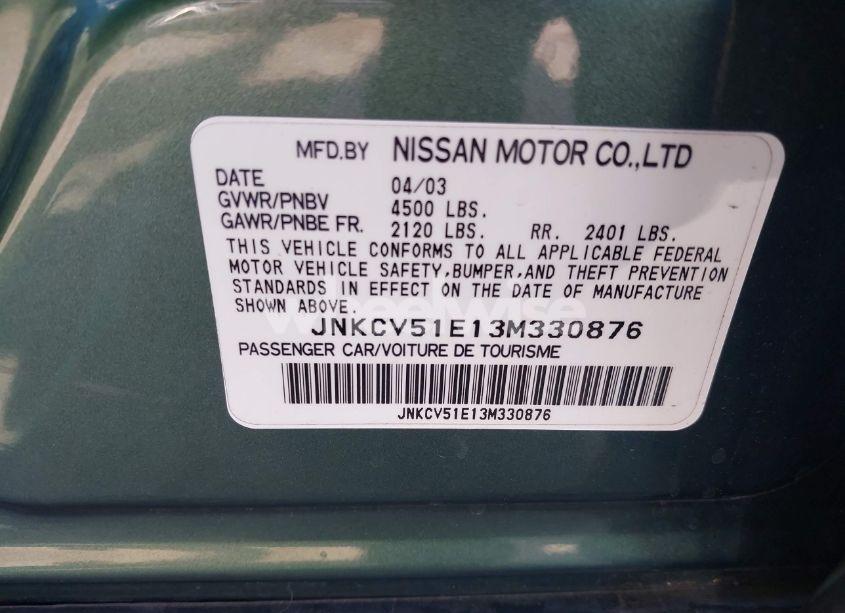 MFD.BY NISSAN MOTOR CO.,LTD
DATE 04/03
GVWR/PNBV 4500 LBS.
GAWR/PNBE FR. 2120 LBS. RR. 2401 LBS.
THIS VEHICLE CONFORMS TO ALL APPLICABLE FEDERAL
MOTOR VEHICLE SAFETY,BUMPER,AND THEFT PREVENTION
STANDARDS IN EFFECT ON THE DATE OF MANUFACTURE
SHOWN ABOVE.
wheelwise
JNKCV51E13M330876
PASSENGER CAR/VOITURE DE TOURISME
JNKCV51E13M330876